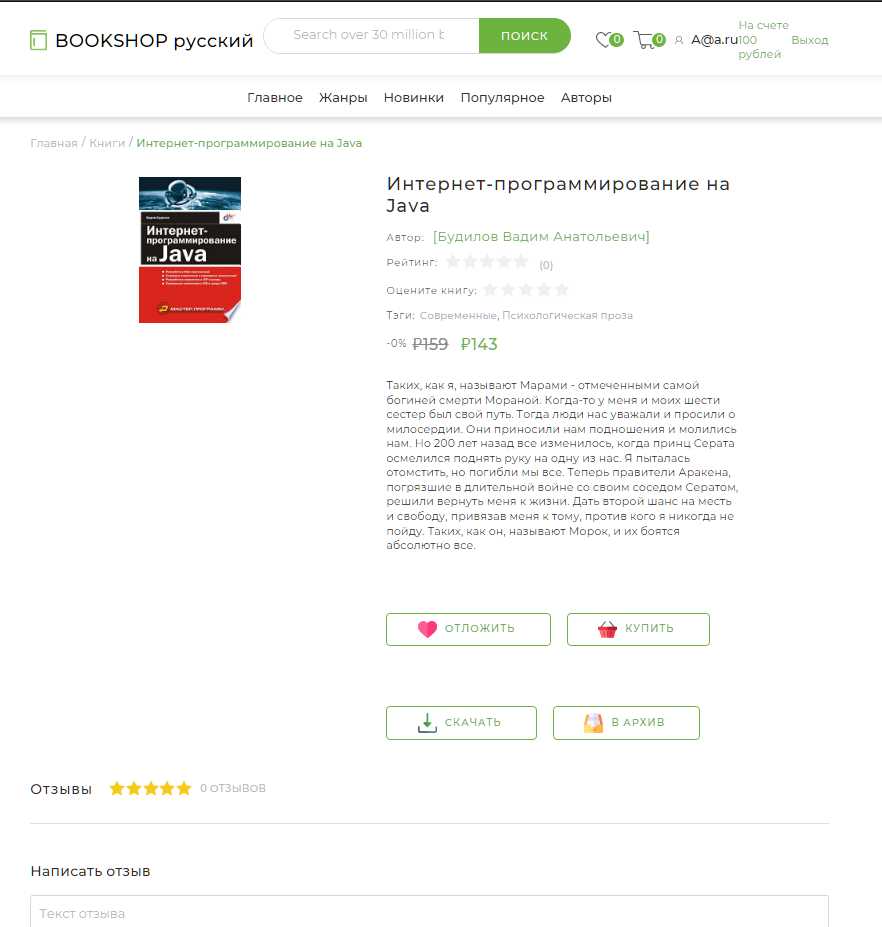 BOOKSHOP русский
Search over 30 million b
ПОИСК
0
0
A@a.ru
На счете
100
рублей
Выход
Главное Жанры Новинки Популярное Авторы
Главная / Книги / Интернет-программирование на Java
Интернет-
программирование
на Java
МАСТЕР ПРОГРАММ
Интернет-программирование на
Java
Автор: [Будилов Вадим Анатольевич]
Рейтинг: (0)
Оцените книгу:
Тэги: Современные, Психологическая проза
-0% ₽159 ₽143
Таких, как я, называют Марами - отмеченными самой
богиней смерти Мораной. Когда-то у меня и моих шести
сестер был свой путь. Тогда люди нас уважали и просили о
милосердии. Они приносили нам подношения и молились
нам. Но 200 лет назад все изменилось, когда принц Серата
осмелился поднять руку на одну из нас. Я пыталась
отомстить, но погибли мы все. Теперь правители Аракена,
погрязшие в длительной войне со своим соседом Сератом,
решили вернуть меня к жизни. Дать второй шанс на месть
и свободу, привязав меня к тому, против кого я никогда не
пойду. Таких, как он, называют Морок, и их боятся
абсолютно все.
ОТЛОЖИТЬ КУПИТЬ
СКАЧАТЬ В АРХИВ
Отзывы 0 ОТЗЫВОВ
Написать отзыв
Текст отзыва